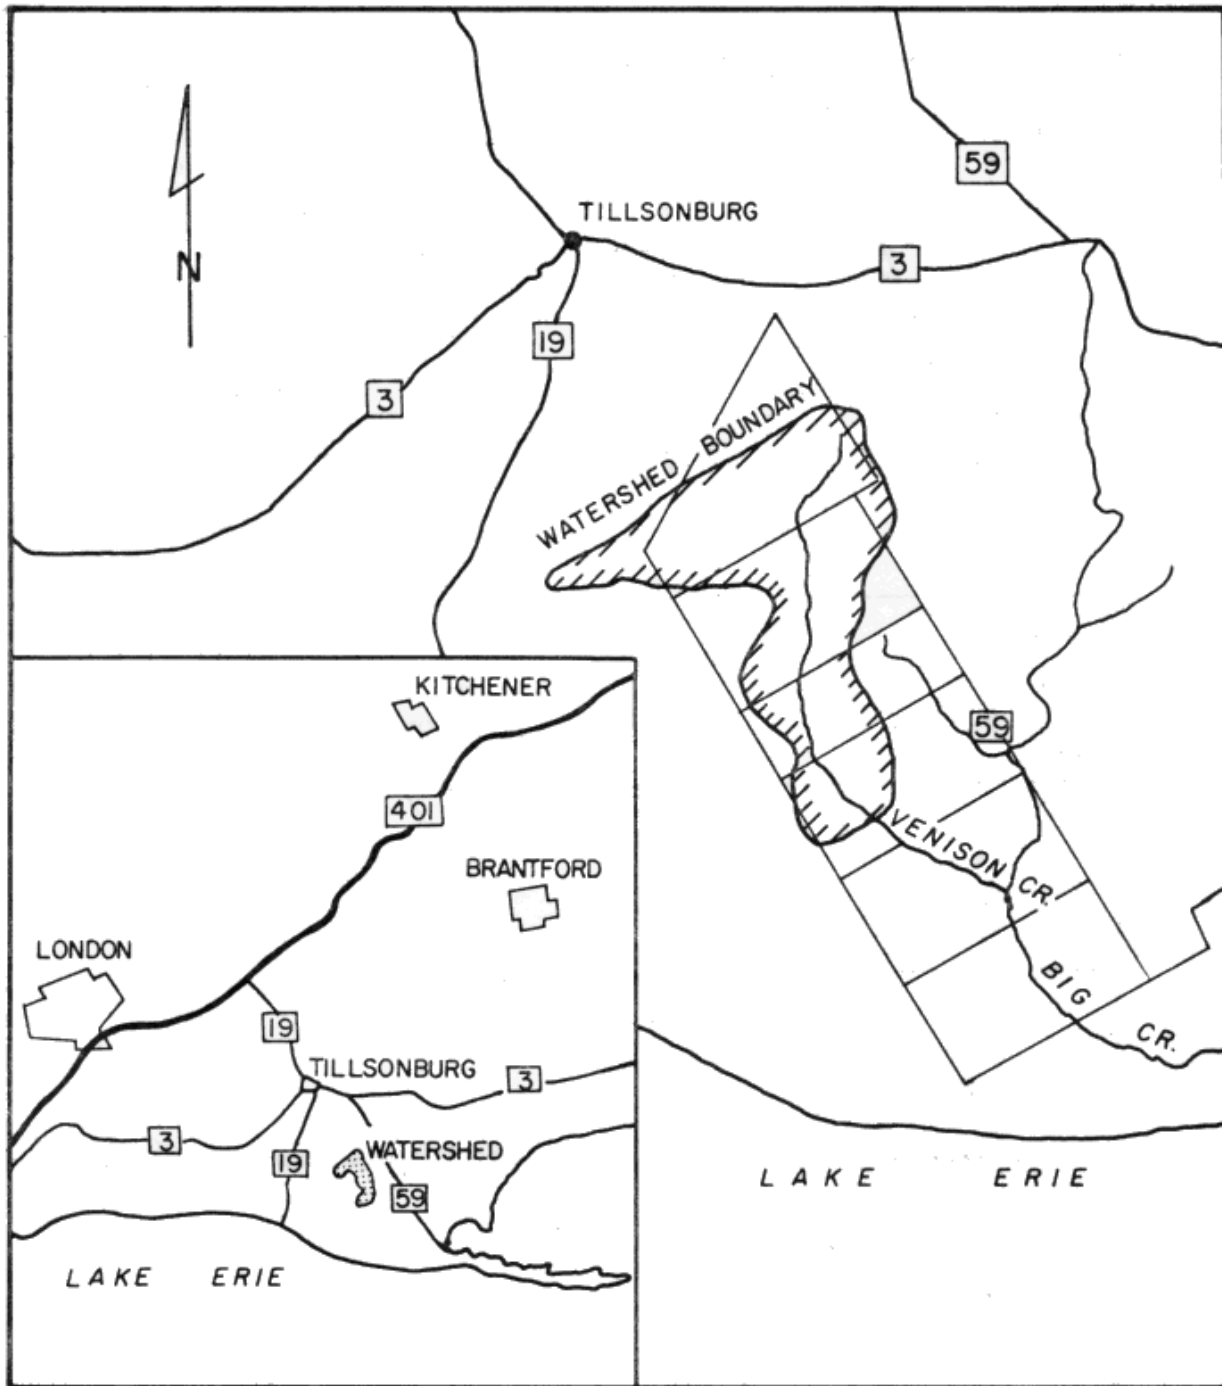 59
TILLSONBURG
3
N
19
3
WATERSHED BOUNDARY
59
VENISON CR.
BIG CR.
LAKE ERIE
KITCHENER
401
BRANTFORD
LONDON
19
TILLSONBURG
3
3
19
WATERSHED
59
LAKE ERIE